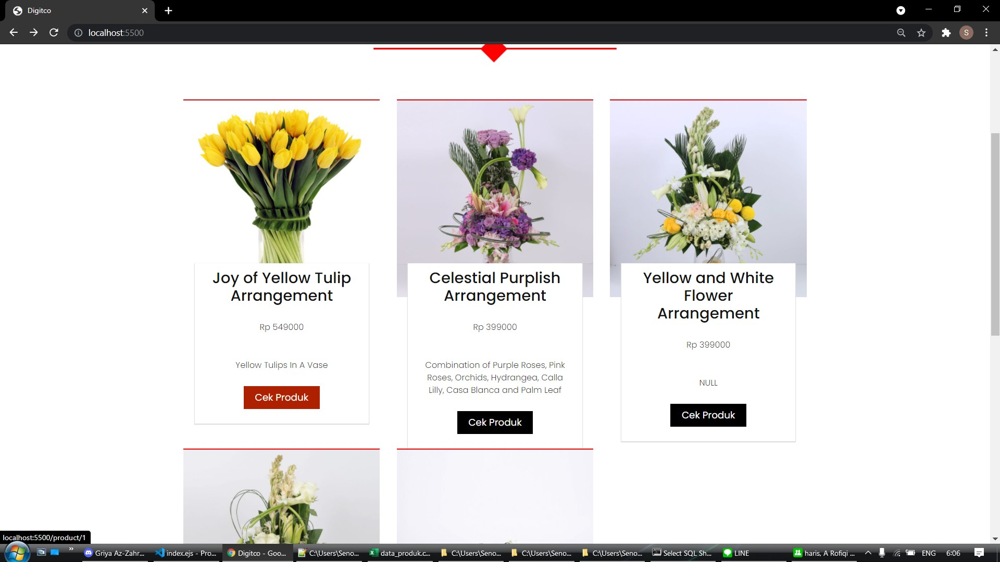 Digitco
localhost:5500
S
Joy of Yellow Tulip
Arrangement
Rp 549000
Yellow Tulips In A Vase
Cek Produk
Celestial Purplish
Arrangement
Rp 399000
Combination of Purple Roses, Pink
Roses, Orchids, Hydrangea, Calla
Lilly, Casa Blanca and Palm Leaf
Cek Produk
Yellow and White
Flower
Arrangement
Rp 399000
NULL
Cek Produk
localhost:5500/product/1
Griya Az-Zahr...
index.ejs - Pro...
Digitco - Goo...
C:\Users\Seno...
data_produk.c...
C:\Users\Seno...
C:\Users\Seno...
C:\Users\Seno...
Select SQL Sh...
LINE
haris, A Rofiqi ...
ENG
6:06